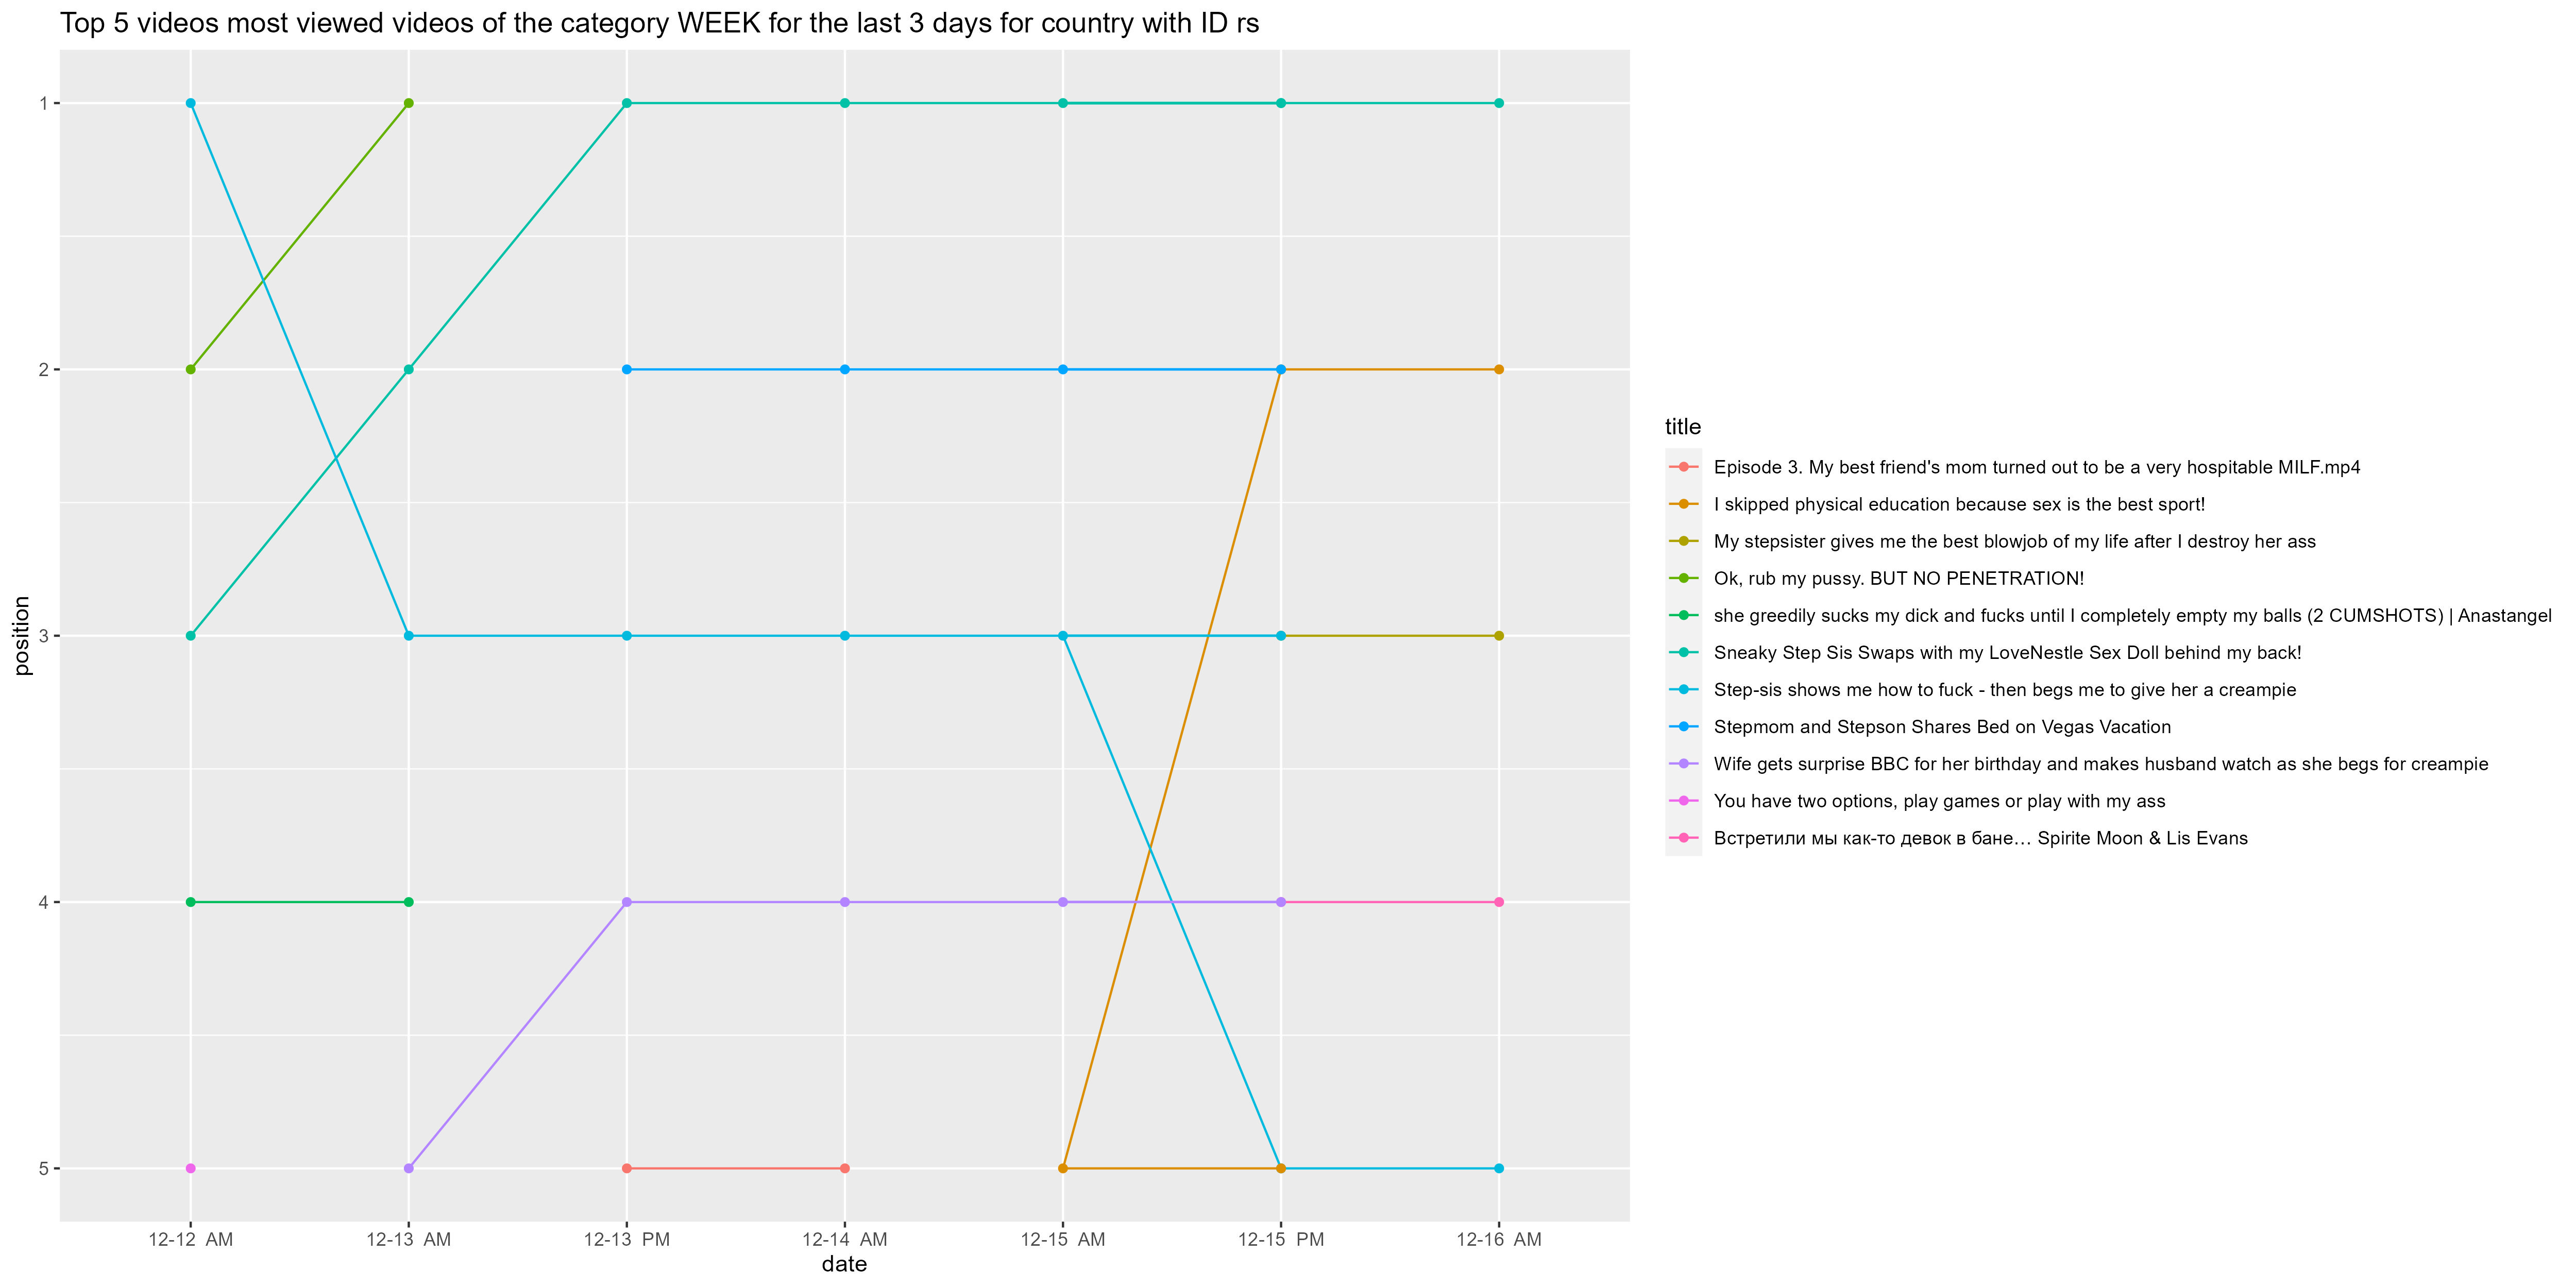 Top 5 videos most viewed videos of the category WEEK for the last 3 days for country with ID rs
position
1
2
3
4
5
12-12 AM
12-13 AM
12-13 PM
12-14 AM
12-15 AM
12-15 PM
12-16 AM
date
title
Episode 3. My best friend's mom turned out to be a very hospitable MILF.mp4
I skipped physical education because sex is the best sport!
My stepsister gives me the best blowjob of my life after I destroy her ass
Ok, rub my pussy. BUT NO PENETRATION!
she greedily sucks my dick and fucks until I completely empty my balls (2 CUMSHOTS) | Anastangel
Sneaky Step Sis Swaps with my LoveNestle Sex Doll behind my back!
Step-sis shows me how to fuck - then begs me to give her a creampie
Stepmom and Stepson Shares Bed on Vegas Vacation
Wife gets surprise BBC for her birthday and makes husband watch as she begs for creampie
You have two options, play games or play with my ass
Встретили мы как-то девок в бане… Spirite Moon & Lis Evans